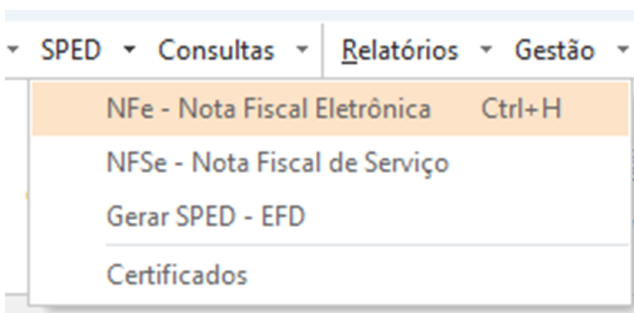 SPED Consultas Relatórios Gestão
NFe - Nota Fiscal Eletrônica Ctrl+H
NFSe - Nota Fiscal de Serviço
Gerar SPED - EFD
Certificados